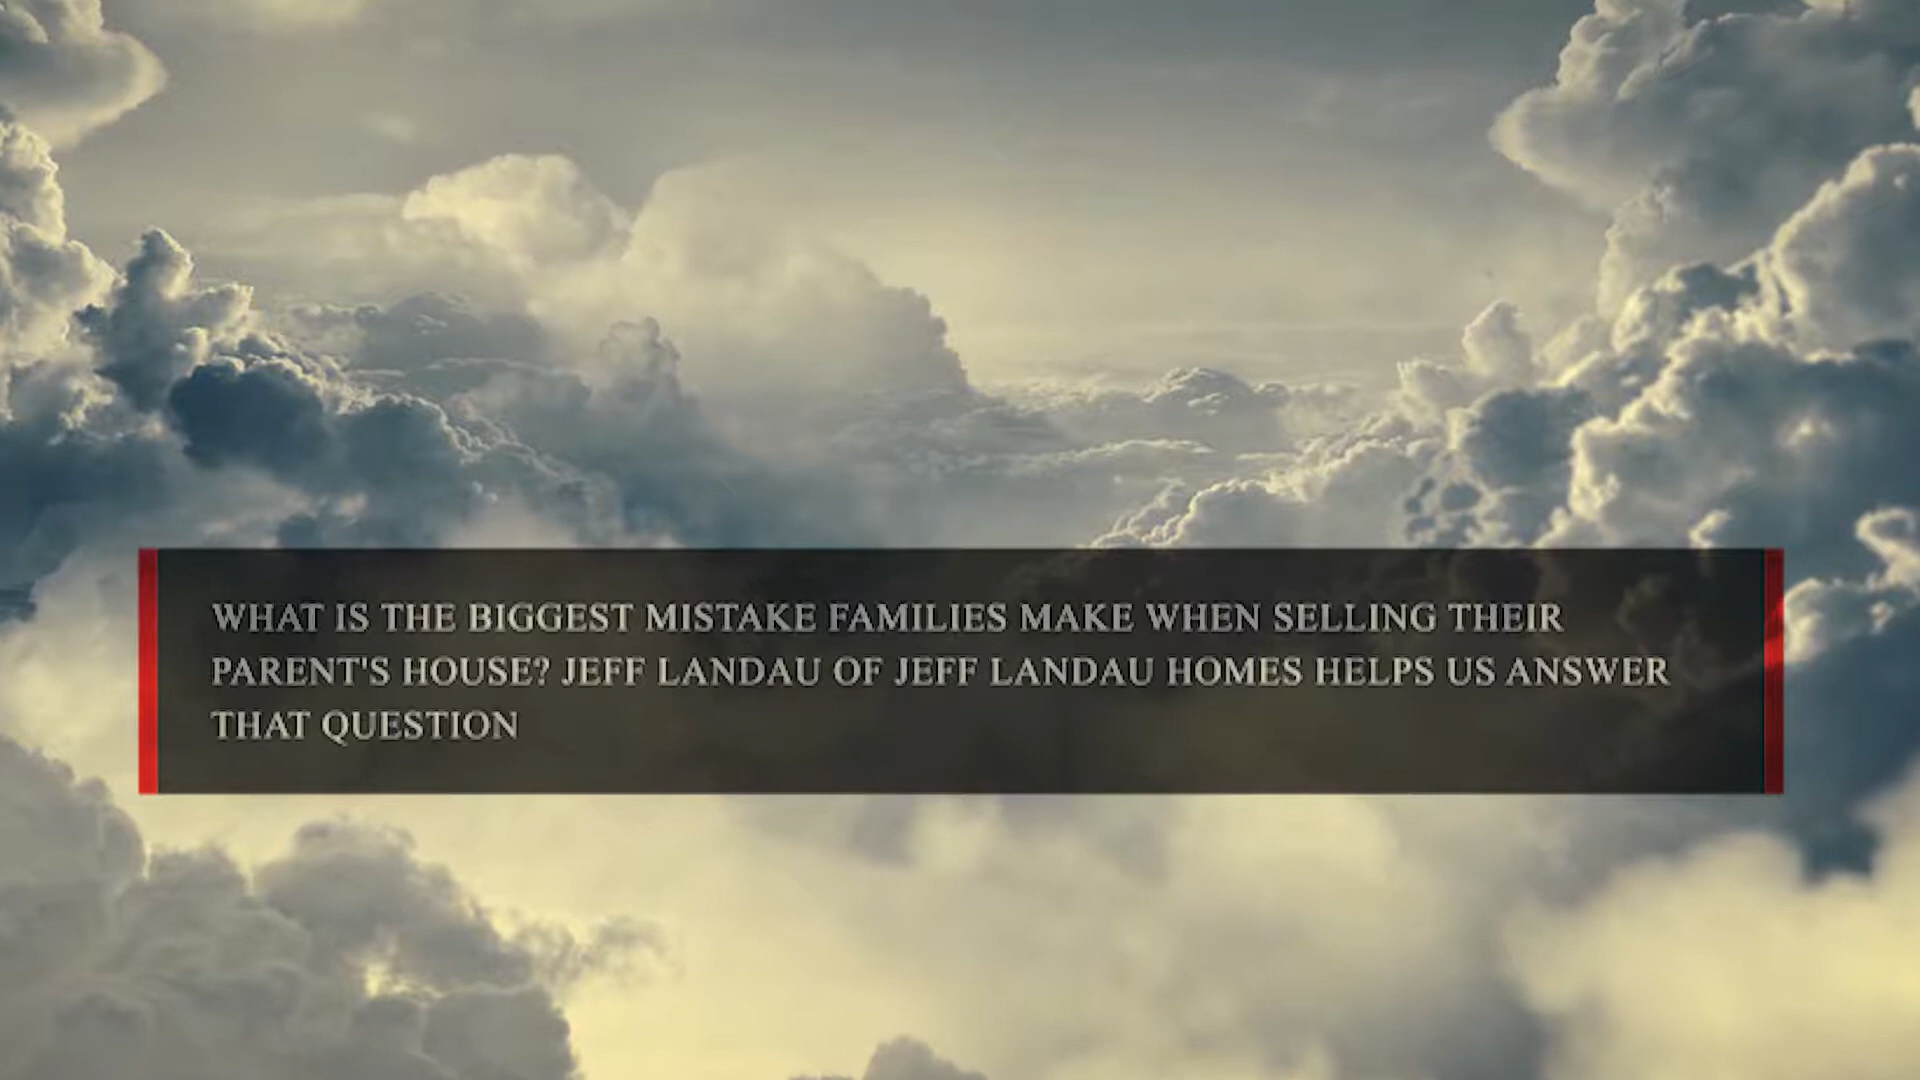 WHAT IS THE BIGGEST MISTAKE FAMILIES MAKE WHEN SELLING THEIR
PARENT'S HOUSE? JEFF LANDAU OF JEFF LANDAU HOMES HELPS US ANSWER
THAT QUESTION